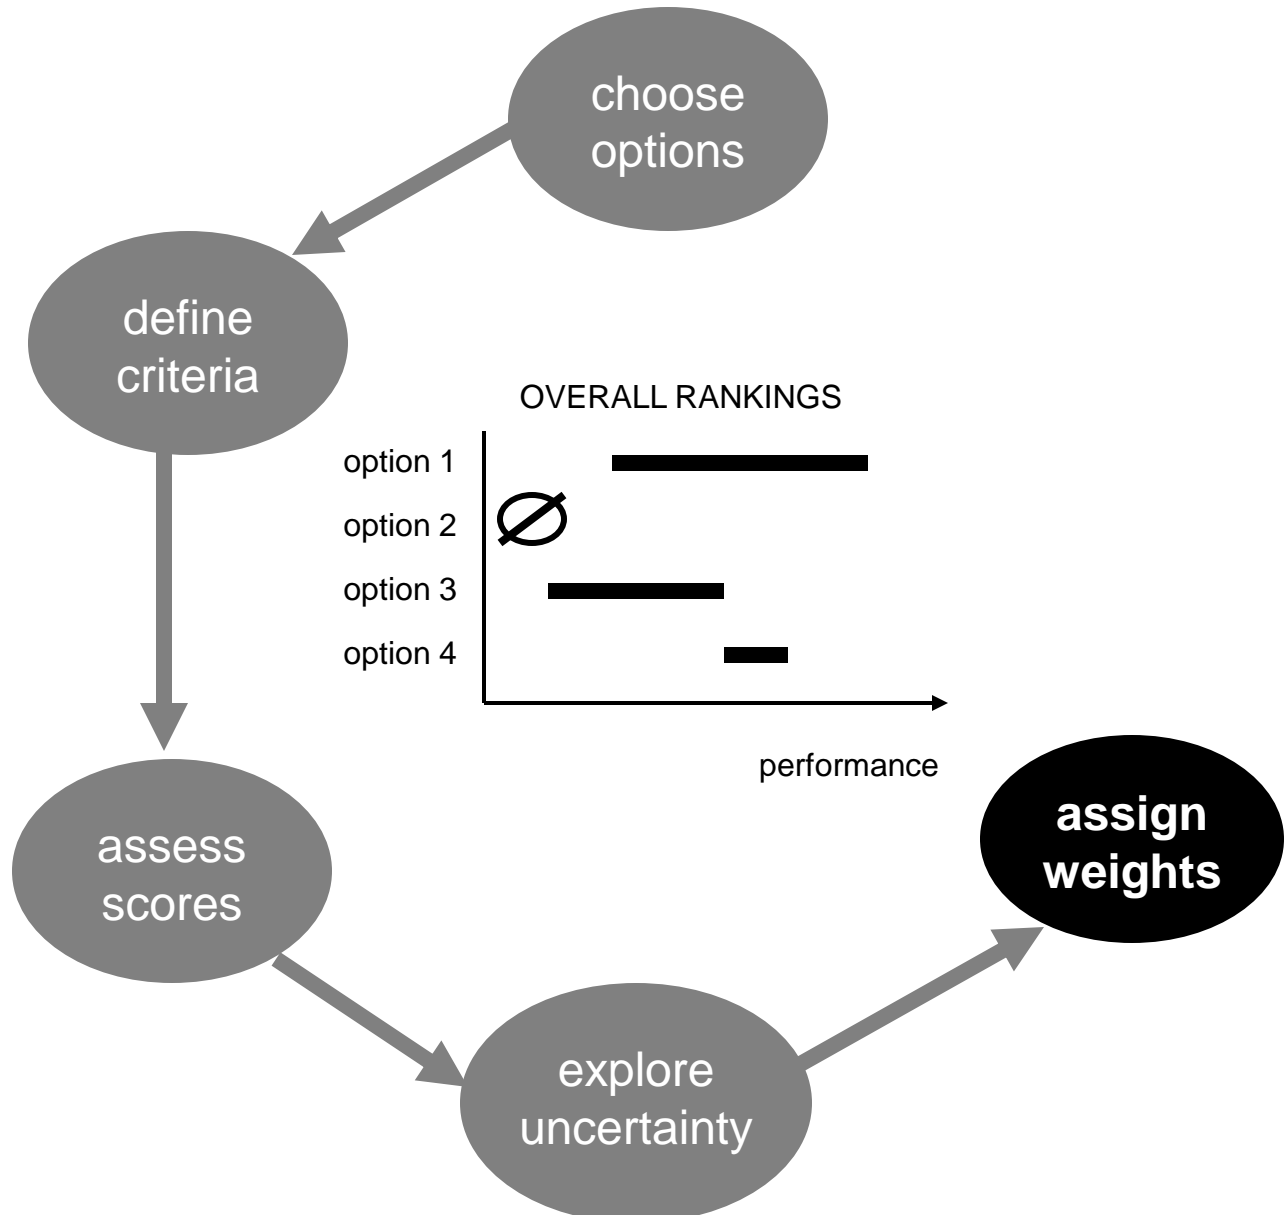 choose
options
define
criteria
OVERALL RANKINGS
option 1
option 2
option 3
option 4
performance
assign
weights
assess
scores
explore
uncertainty